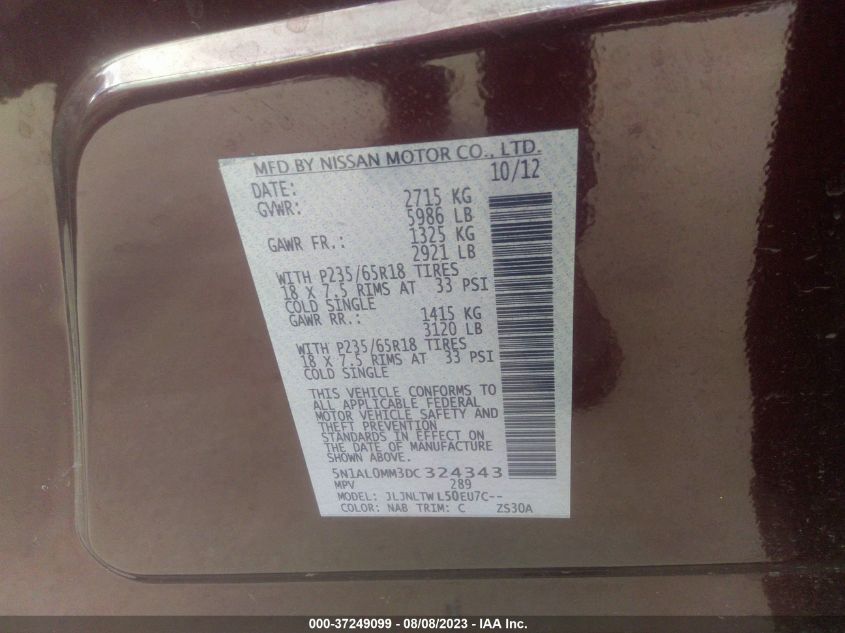 MFD BY NISSAN MOTOR CO., LTD.
DATE: 10/12
GVWR: 2715 KG
5986 LB
GAWR FR.: 1325 KG
2921 LB
WITH P235/65R18 TIRES
18 X 7.5 RIMS AT 33 PSI
COLD SINGLE
GAWR RR.: 1415 KG
3120 LB
WITH P235/65R18 TIRES
18 X 7.5 RIMS AT 33 PSI
COLD SINGLE
THIS VEHICLE CONFORMS TO
ALL APPLICABLE FEDERAL
MOTOR VEHICLE SAFETY AND
THEFT PREVENTION
STANDARDS IN EFFECT ON
THE DATE OF MANUFACTURE
SHOWN ABOVE.
5N1AL0MM3DC324343
MPV 289
MODEL: JLJNLTWL50EU7C--
COLOR: NAB TRIM: C ZS30A
000-37249099 - 08/08/2023 - IAA Inc.